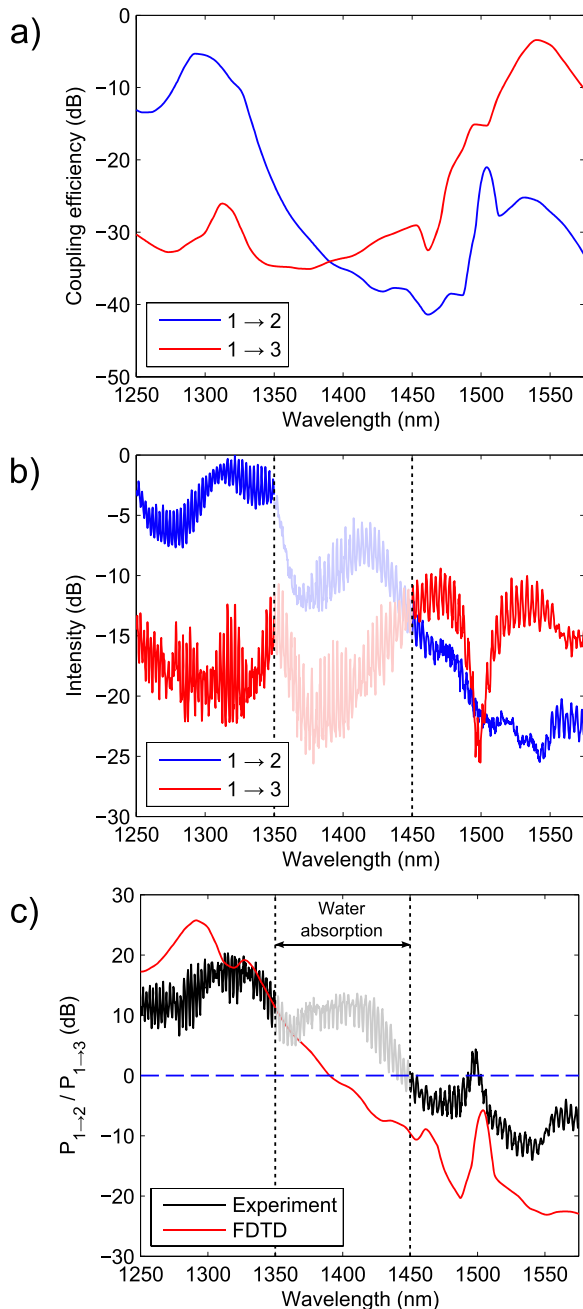 a)
0
−10
−20
−30
−40
−50
Coupling efficiency (dB)
1 → 2
1 → 3
1250 1300 1350 1400 1450 1500 1550
Wavelength (nm)
b)
0
−5
−10
−15
−20
−25
−30
Intensity (dB)
1 → 2
1 → 3
1250 1300 1350 1400 1450 1500 1550
Wavelength (nm)
c)
30
20
10
0
−10
−20
−30
P1→2 / P1→3 (dB)
Water
absorption
Experiment
FDTD
1250 1300 1350 1400 1450 1500 1550
Wavelength (nm)